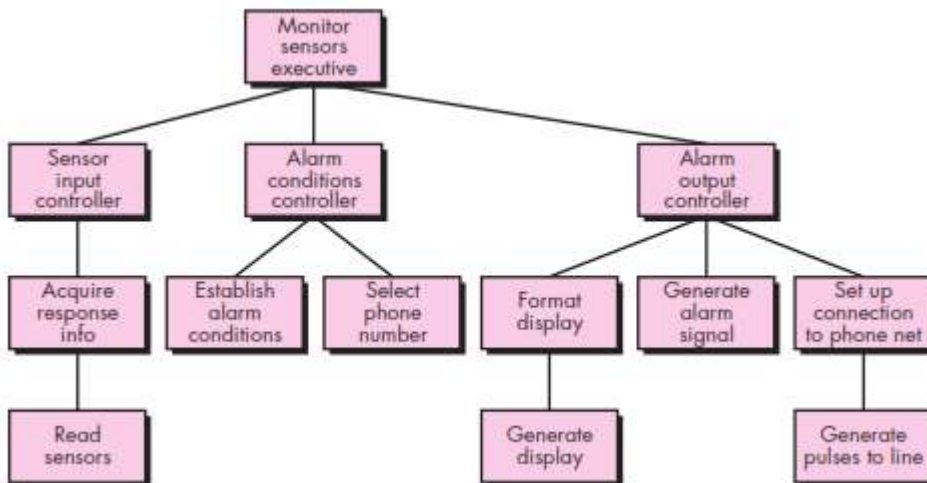 Monitor
sensors
executive
Sensor
input
controller
Alarm
conditions
controller
Alarm
output
controller
Acquire
response
info
Establish
alarm
conditions
Select
phone
number
Format
display
Generate
alarm
signal
Set up
connection
to phone net
Read
sensors
Generate
display
Generate
pulses to line